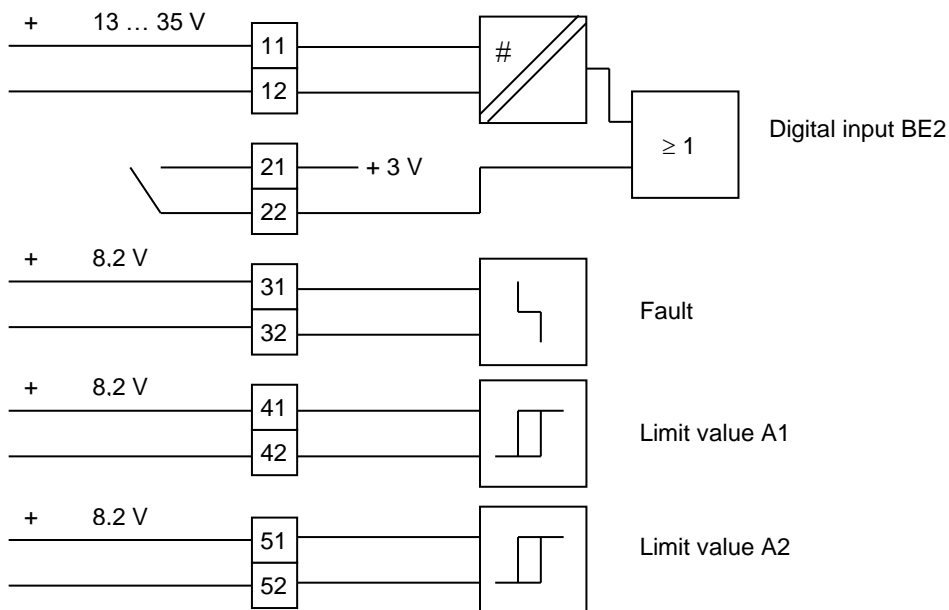 + 13 … 35 V
11
12
#
≥ 1
Digital input BE2
21
+ 3 V
22
+ 8,2 V
31
32
Fault
+ 8,2 V
41
42
Limit value A1
+ 8,2 V
51
52
Limit value A2